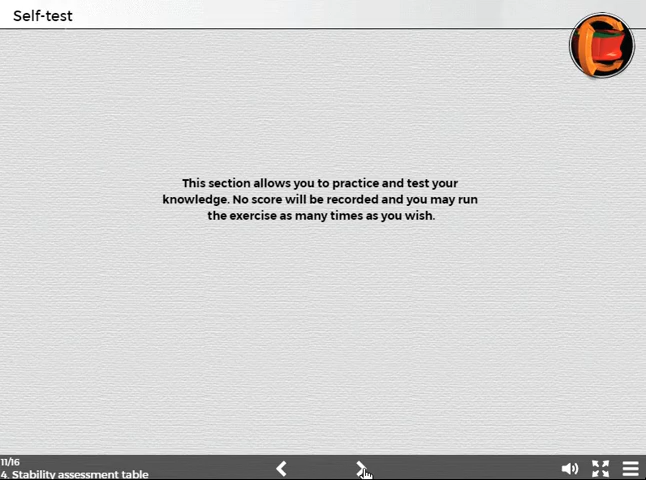 Self-test
This section allows you to practice and test your
knowledge. No score will be recorded and you may run
the exercise as many times as you wish.
11/16
4. Stability assessment table